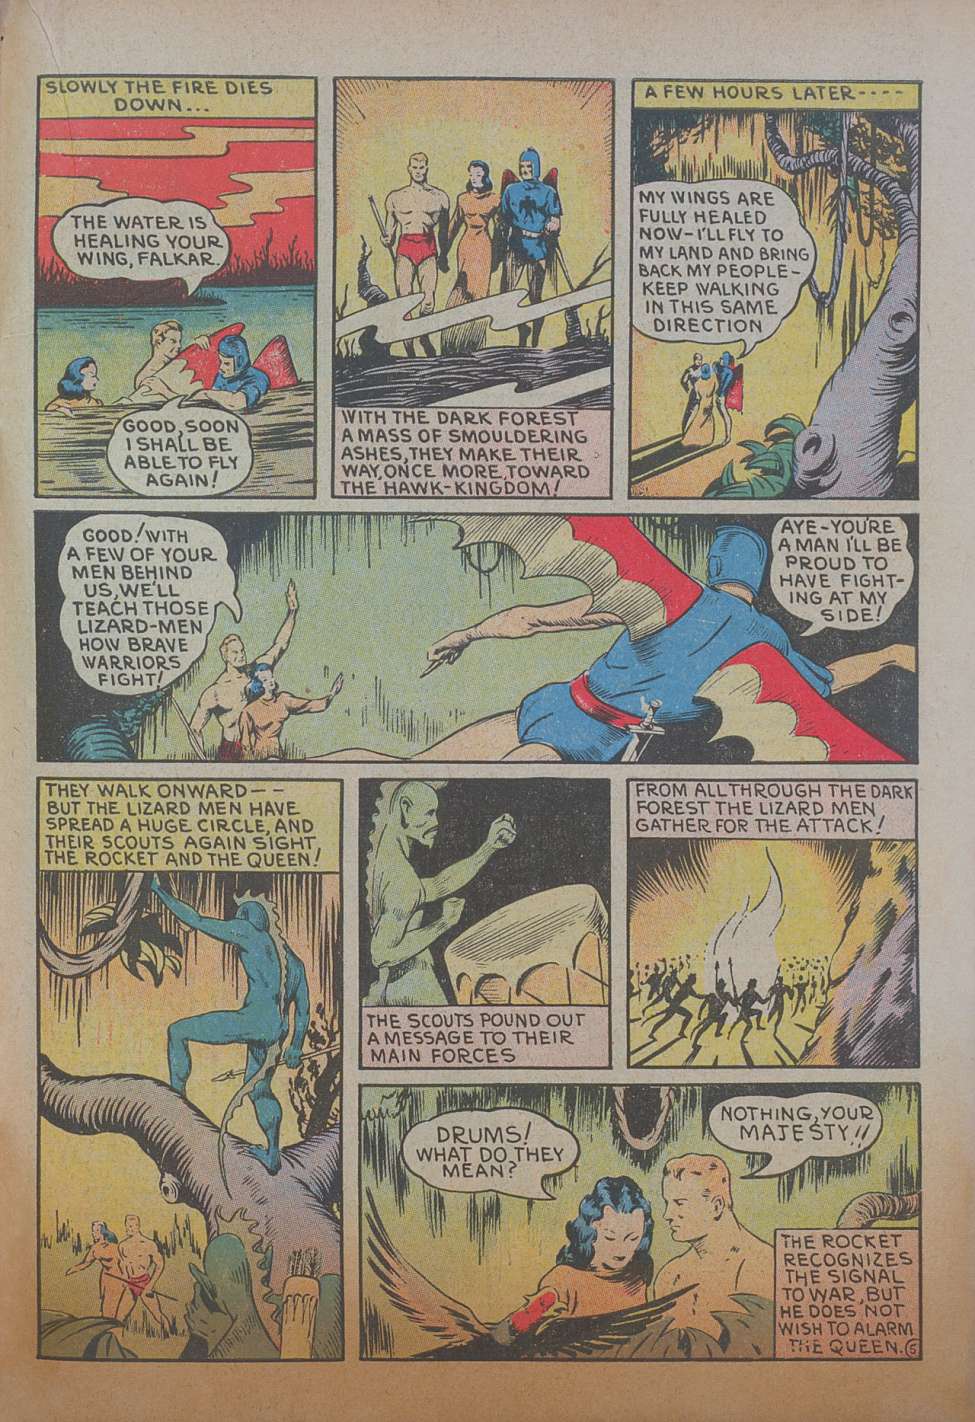 SLOWLY THE FIRE DIES
DOWN...
THE WATER IS
HEALING YOUR
WING, FALKAR.
GOOD, SOON
I SHALL BE
ABLE TO FLY
AGAIN!
WITH THE DARK FOREST
A MASS OF SMOULDERING
ASHES, THEY MAKE THEIR
WAY, ONCE MORE, TOWARD
THE HAWK-KINGDOM!
A FEW HOURS LATER----
MY WINGS ARE
FULLY HEALED
NOW-I'LL FLY TO
MY LAND AND BRING
BACK MY PEOPLE-
KEEP WALKING
IN THIS SAME
DIRECTION
GOOD! WITH
A FEW OF YOUR
MEN BEHIND
US, WE'LL
TEACH THOSE
LIZARD-MEN
HOW BRAVE
WARRIORS
FIGHT!
AYE-YOU'RE
A MAN I'LL BE
PROUD TO
HAVE FIGHT-
ING AT MY
SIDE!
THEY WALK ONWARD--
BUT THE LIZARD MEN HAVE
SPREAD A HUGE CIRCLE, AND
THEIR SCOUTS AGAIN SIGHT
THE ROCKET AND THE QUEEN!
THE SCOUTS POUND OUT
A MESSAGE TO THEIR
MAIN FORCES
FROM ALL THROUGH THE DARK
FOREST THE LIZARD MEN
GATHER FOR THE ATTACK!
DRUMS!
WHAT DO THEY
MEAN?
NOTHING, YOUR
MAJESTY!!
THE ROCKET
RECOGNIZES
THE SIGNAL
TO WAR, BUT
HE DOES NOT
WISH TO ALARM
THE QUEEN.
5